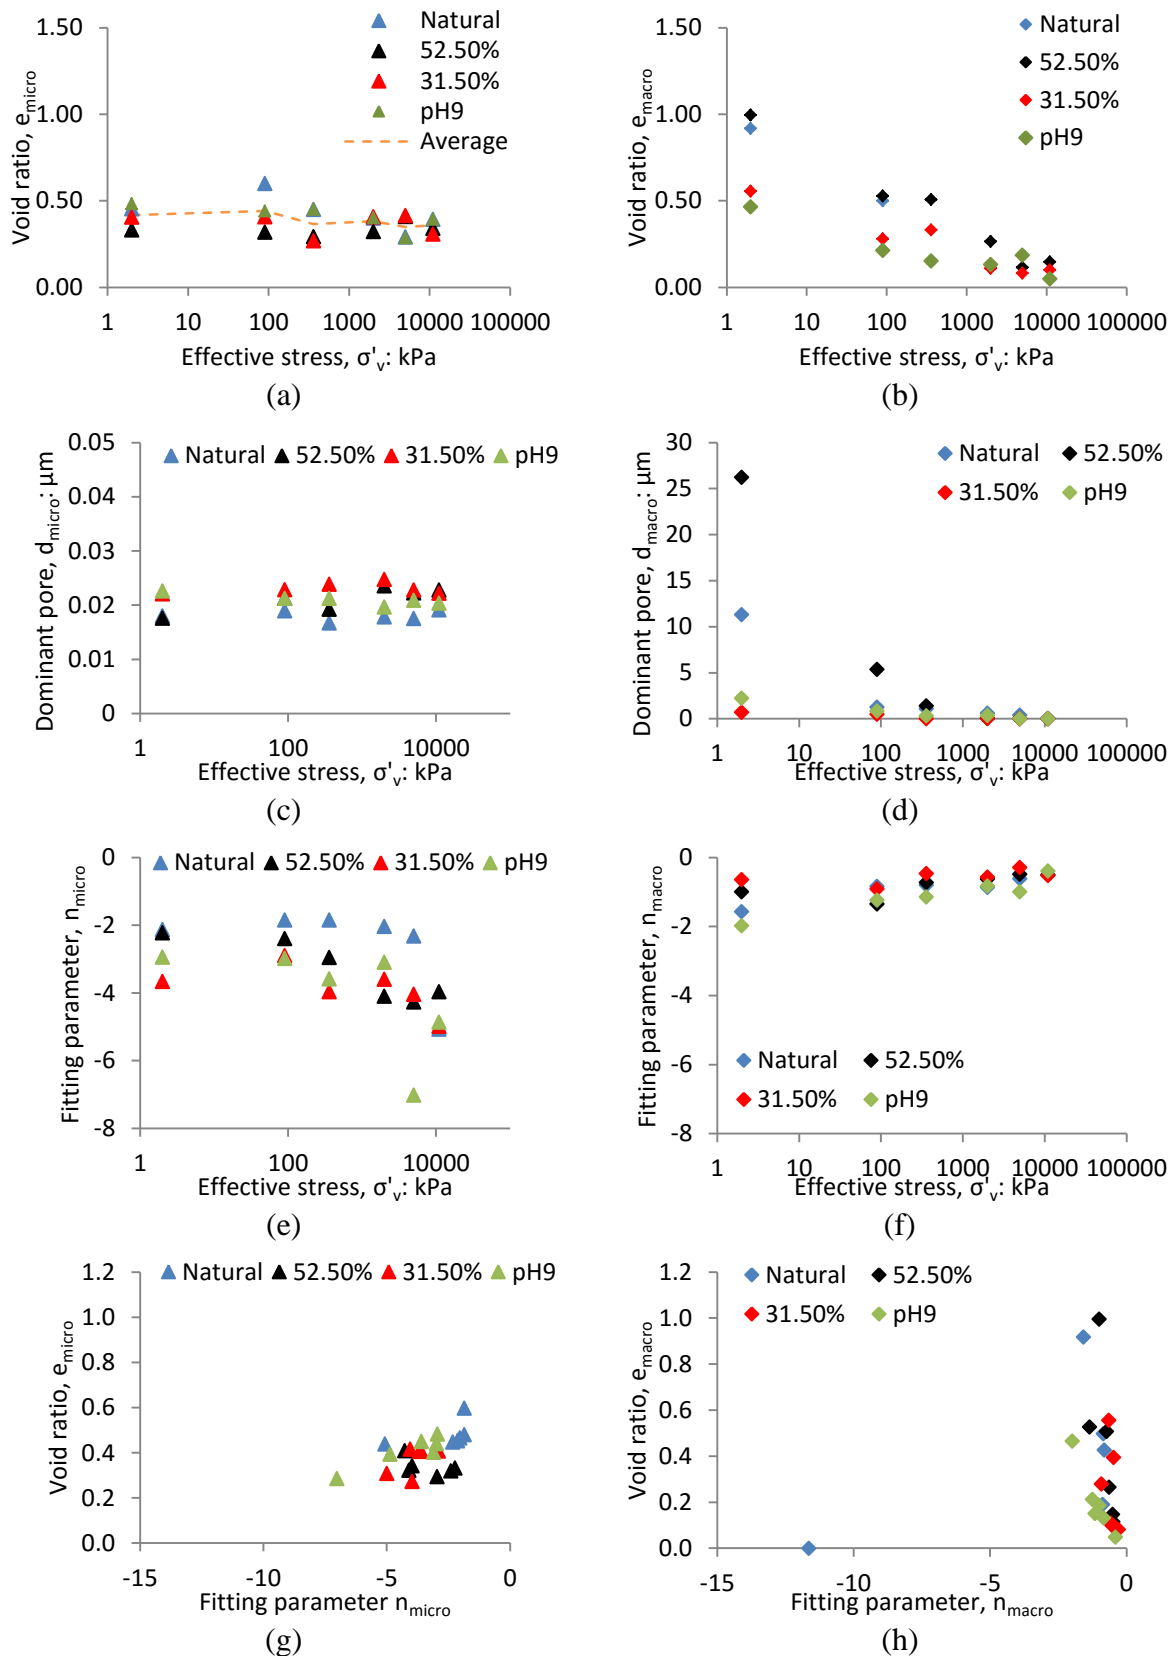 1.50
1.00
0.50
0.00
Void ratio, e_micro
Natural
52.50%
31.50%
pH9
Average
1 10 100 1000 10000 100000
Effective stress, σ'_v: kPa
(a)
1.50
1.00
0.50
0.00
Void ratio, e_macro
Natural
52.50%
31.50%
pH9
1 10 100 1000 10000 100000
Effective stress, σ'_v: kPa
(b)
0.05
0.04
0.03
0.02
0.01
0
Dominant pore, d_micro: μm
Natural 52.50% 31.50% pH9
1 100 10000
Effective stress, σ'_v: kPa
(c)
30
25
20
15
10
5
0
Dominant pore, d_macro: μm
Natural 52.50%
31.50% pH9
1 10 100 1000 10000 100000
Effective stress, σ'_v: kPa
(d)
0
-2
-4
-6
-8
Fitting parameter, n_micro
Natural 52.50% 31.50% pH9
1 100 10000
Effective stress, σ'_v: kPa
(e)
0
-2
-4
-6
-8
Fitting parameter, n_macro
Natural 52.50%
31.50% pH9
1 10 100 1000 10000 100000
Effective stress, σ'_v: kPa
(f)
1.2
1.0
0.8
0.6
0.4
0.2
0.0
Void ratio, e_micro
Natural 52.50% 31.50% pH9
-15 -10 -5 0
Fitting parameter n_micro
(g)
1.2
1.0
0.8
0.6
0.4
0.2
0.0
Void ratio, e_macro
Natural 52.50%
31.50% pH9
-15 -10 -5 0
Fitting parameter, n_macro
(h)